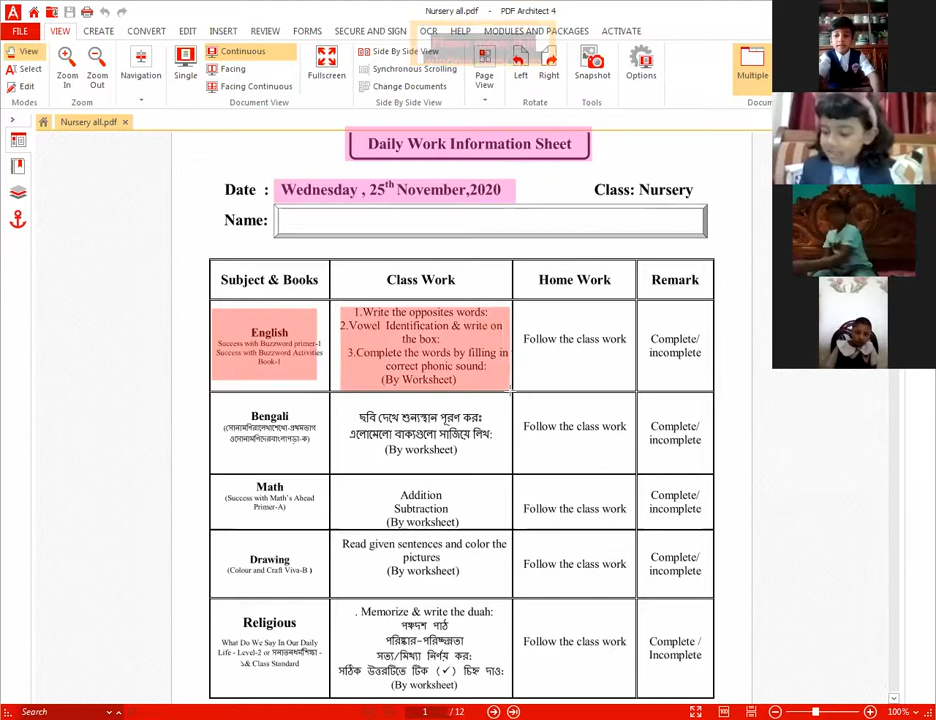 Nursery all.pdf - PDF Architect 4
FILE VIEW CREATE CONVERT EDIT INSERT REVIEW FORMS SECURE AND SIGN OCR HELP MODULES AND PACKAGES ACTIVATE
View
Select
Edit
Modes
Zoom In
Zoom Out
Zoom
Navigation
Single
Continuous
Facing
Facing Continuous
Document View
Fullscreen
Side By Side View
Synchronous Scrolling
Change Documents
Side By Side
Page View
Left
Right
Rotate
Snapshot
Tools
Options
Multiple
Docum
Nursery all.pdf
Daily Work Information Sheet
Date : Wednesday , 25th November,2020 Class: Nursery
Name:
Subject & Books Class Work Home Work Remark
English
Success with Buzzword primer-1
Success with Buzzword Activities
Book-1
1.Write the opposites words:
2.Vowel Identification & write on
the box:
3.Complete the words by filling in
correct phonic sound:
(By Worksheet)
Follow the class work
Complete/
incomplete
Bengali
ছবি দেখে শুন্যস্থান পূরণ করঃ
এলোমেলো বাক্যগুলো সাজিয়ে লিখ:
(By worksheet)
Follow the class work
Complete/
incomplete
Math
(Success with Math's Ahead
Primer-A)
Addition
Subtraction
(By worksheet)
Follow the class work
Complete/
incomplete
Drawing
(Colour and Craft Viva-B )
Read given sentences and color the
pictures
(By worksheet)
Follow the class work
Complete/
incomplete
Religious
What Do We Say In Our Daily
Life - Level-2 or সনাতনধর্মশিক্ষা -
১& Class Standard
. Memorize & write the duah:
পঞ্চদশ পাঠ
পরিষ্কার-পরিচ্ছন্নতা
সত্য/মিথ্যা নির্ণয় কর:
সঠিক উত্তরটিতে টিক (✓) চিহ্ন দাও:
(By worksheet)
Follow the class work
Complete /
Incomplete
Search
1 / 12
100%